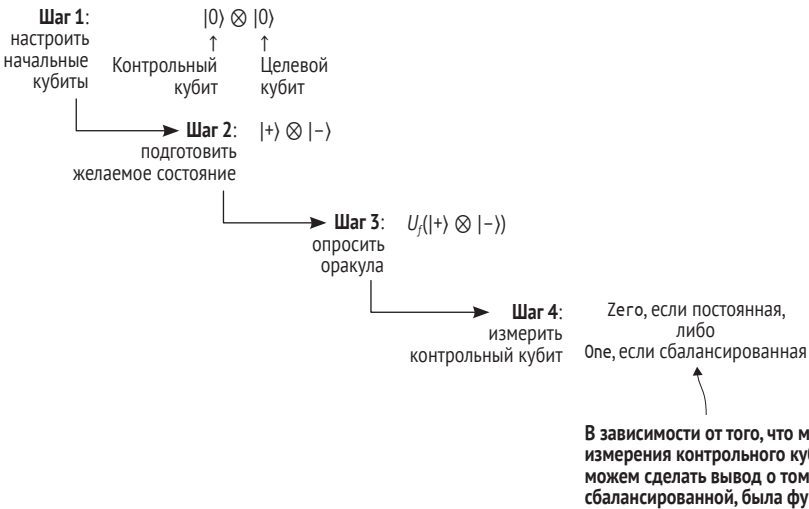 Шаг 1: |0⟩ ⊗ |0⟩
настроить
начальные
кубиты
Контрольный
кубит
Целевой
кубит
Шаг 2: |+⟩ ⊗ |−⟩
подготовить
желаемое состояние
Шаг 3: U_f(|+⟩ ⊗ |−⟩)
опросить
оракула
Шаг 4:
измерить
контрольный кубит
Zero, если постоянная,
либо
One, если сбалансированная
В зависимости от того, что
измерения контрольного
можем сделать вывод о том
сбалансированной, была